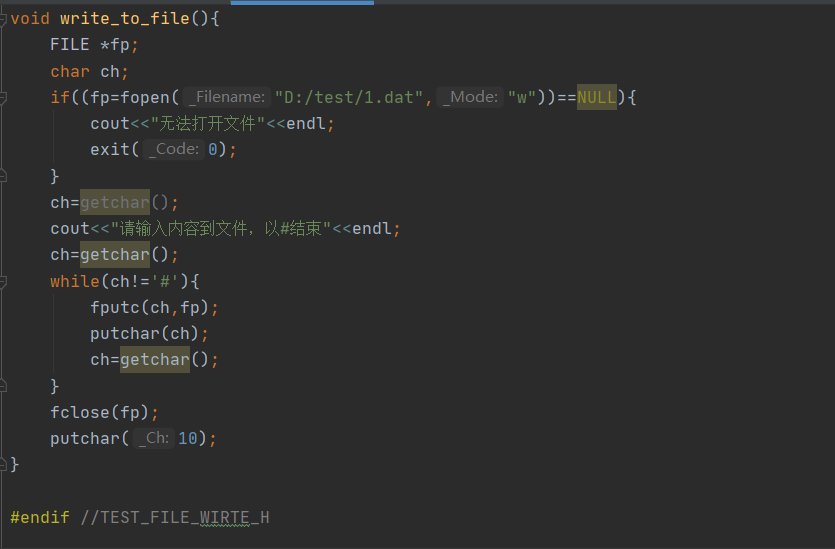 void write_to_file(){
    FILE *fp;
    char ch;
    if((fp=fopen( _Filename: "D:/test/1.dat", _Mode: "w"))==NULL){
        cout<<"无法打开文件"<<endl;
        exit( _Code: 0);
    }
    ch=getchar();
    cout<<"请输入内容到文件，以#结束"<<endl;
    ch=getchar();
    while(ch!='#'){
        fputc(ch,fp);
        putchar(ch);
        ch=getchar();
    }
    fclose(fp);
    putchar( _Ch: 10);
}
#endif //TEST_FILE_WIRTE_H